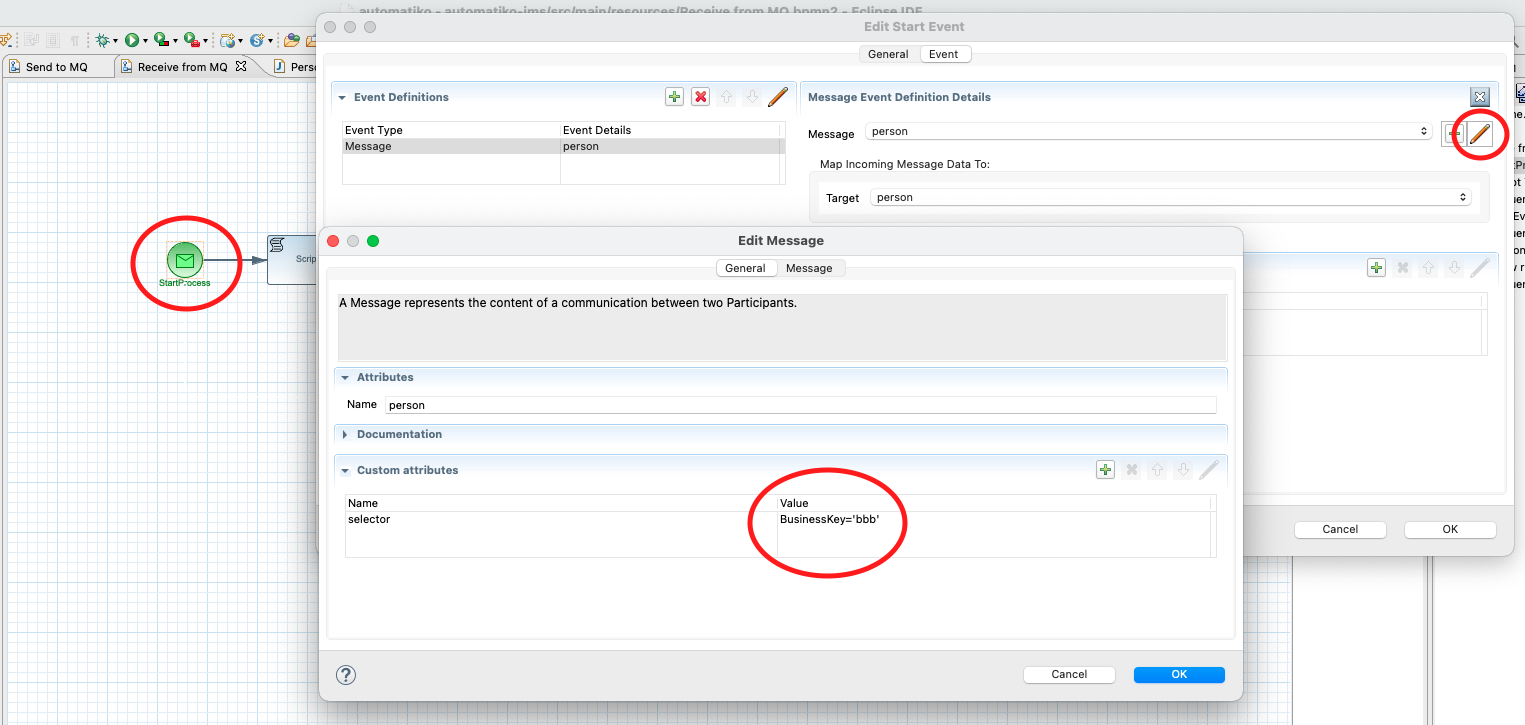 automatiko - automatiko-jms/src/main/resources/Receive from MQ.bpmn2 - Eclipse IDE
Edit Start Event
General
Event
Send to MQ
Receive from MQ
Event Definitions
Message Event Definition Details
Event Type
Event Details
Message
person
Message
person
Map Incoming Message Data To:
Target
person
StartProcess
Edit Message
General
Message
A Message represents the content of a communication between two Participants.
Attributes
Name
person
Documentation
Custom attributes
Name
Value
selector
BusinessKey='bbb'
Cancel
OK
Cancel
OK